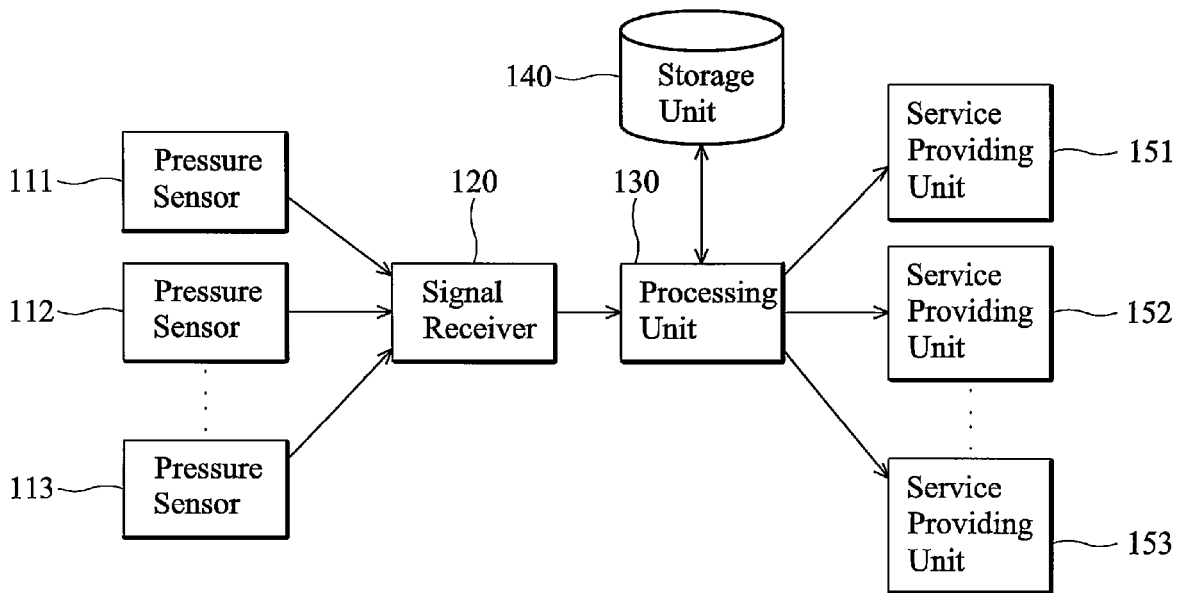 140
Storage
Unit
Service
Providing
Unit
151
111
Pressure
Sensor
120
130
112
Pressure
Sensor
Signal
Receiver
Processing
Unit
Service
Providing
Unit
152
113
Pressure
Sensor
Service
Providing
Unit
153